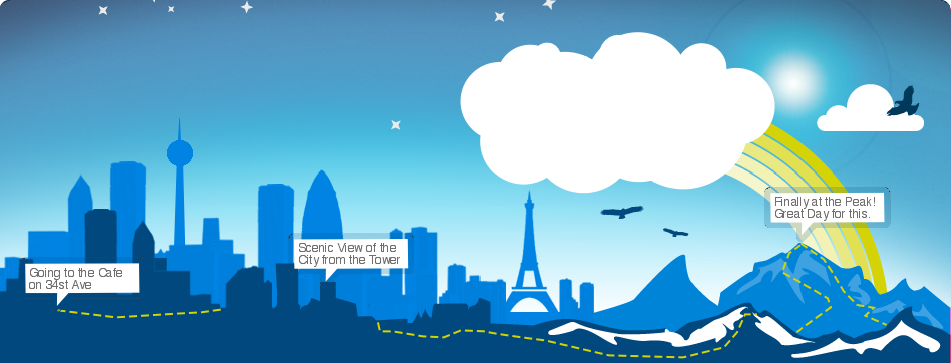 Going to the Cafe
on 34st Ave
Scenic View of the
City from the Tower
Finally at the Peak!
Great Day for this.